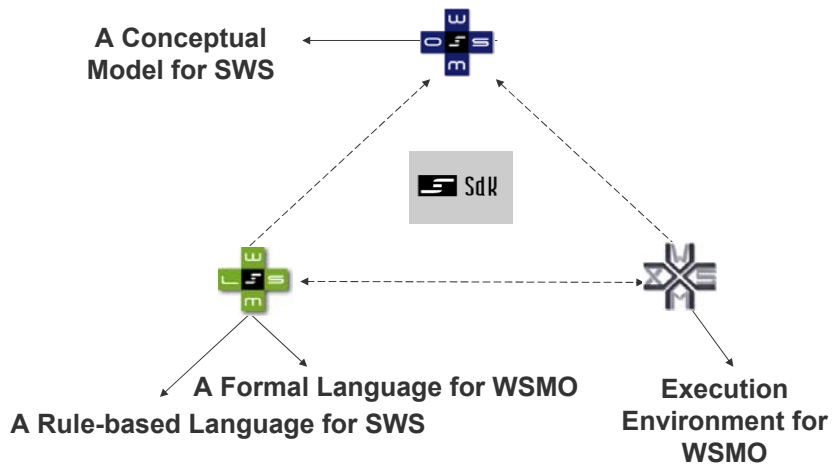 A Conceptual
Model for SWS
W
O S
M
SdK
W
L S
M
W
X S
M
A Formal Language for WSMO
A Rule-based Language for SWS
Execution
Environment for
WSMO